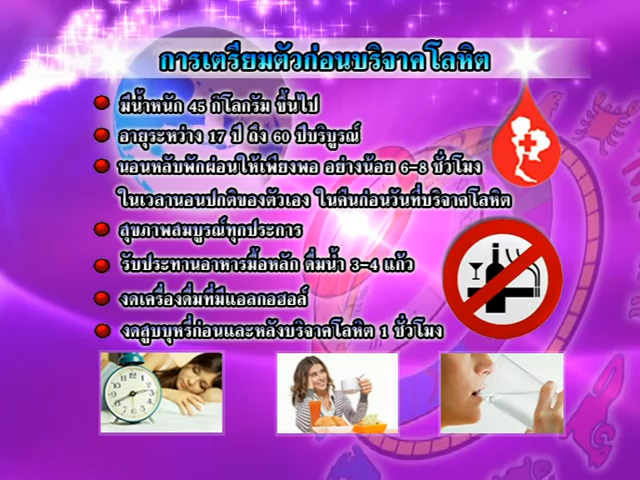 การเตรียมตัวก่อนบริจาคโลหิต
มีน้ำหนัก 45 กิโลกรัม ขึ้นไป
อายุระหว่าง 17 ปี ถึง 60 ปีบริบูรณ์
นอนหลับพักผ่อนให้เพียงพอ อย่างน้อย 6-8 ชั่วโมง
ในเวลานอนปกติของตัวเอง ในคืนก่อนวันที่บริจาคโลหิต
สุขภาพสมบูรณ์ทุกประการ
รับประทานอาหารมื้อหลัก ดื่มน้ำ 3-4 แก้ว
งดเครื่องดื่มที่มีแอลกอฮอล์
งดสูบบุหรี่ก่อนและหลังบริจาคโลหิต 1 ชั่วโมง